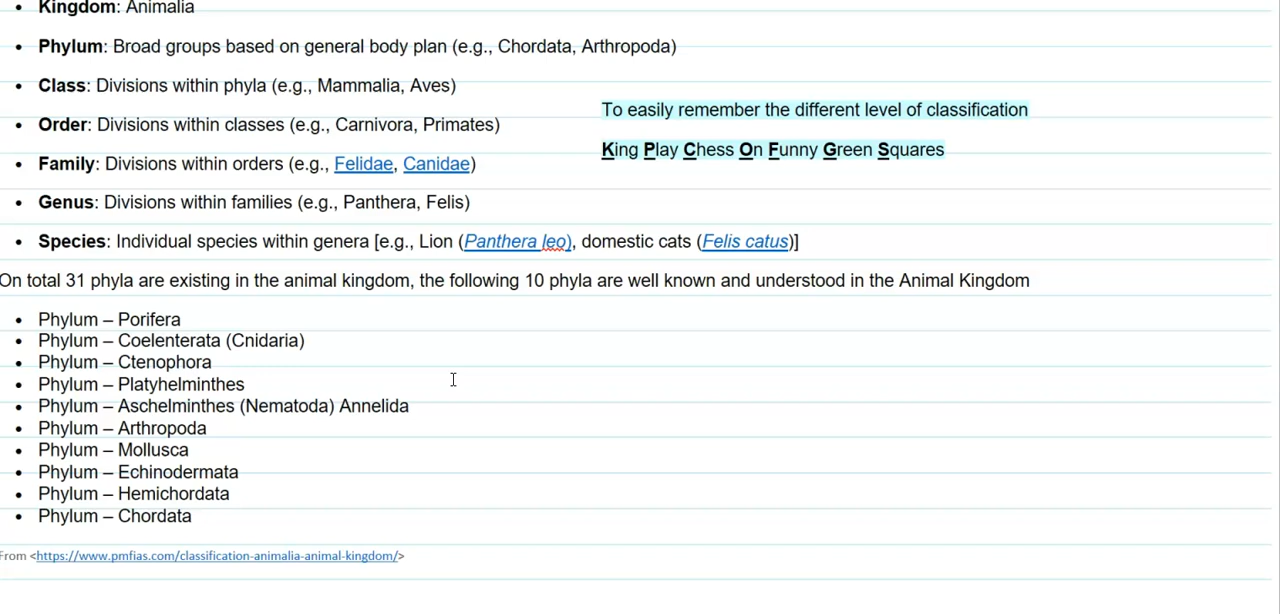 Kingdom: Animalia
Phylum: Broad groups based on general body plan (e.g., Chordata, Arthropoda)
Class: Divisions within phyla (e.g., Mammalia, Aves)
Order: Divisions within classes (e.g., Carnivora, Primates)
Family: Divisions within orders (e.g., Felidae, Canidae)
Genus: Divisions within families (e.g., Panthera, Felis)
Species: Individual species within genera [e.g., Lion (Panthera leo), domestic cats (Felis catus)]
To easily remember the different level of classification
King Play Chess On Funny Green Squares
On total 31 phyla are existing in the animal kingdom, the following 10 phyla are well known and understood in the Animal Kingdom
Phylum – Porifera
Phylum – Coelenterata (Cnidaria)
Phylum – Ctenophora
Phylum – Platyhelminthes
Phylum – Aschelminthes (Nematoda) Annelida
Phylum – Arthropoda
Phylum – Mollusca
Phylum – Echinodermata
Phylum – Hemichordata
Phylum – Chordata
From <https://www.pmfias.com/classification-animalia-animal-kingdom/>